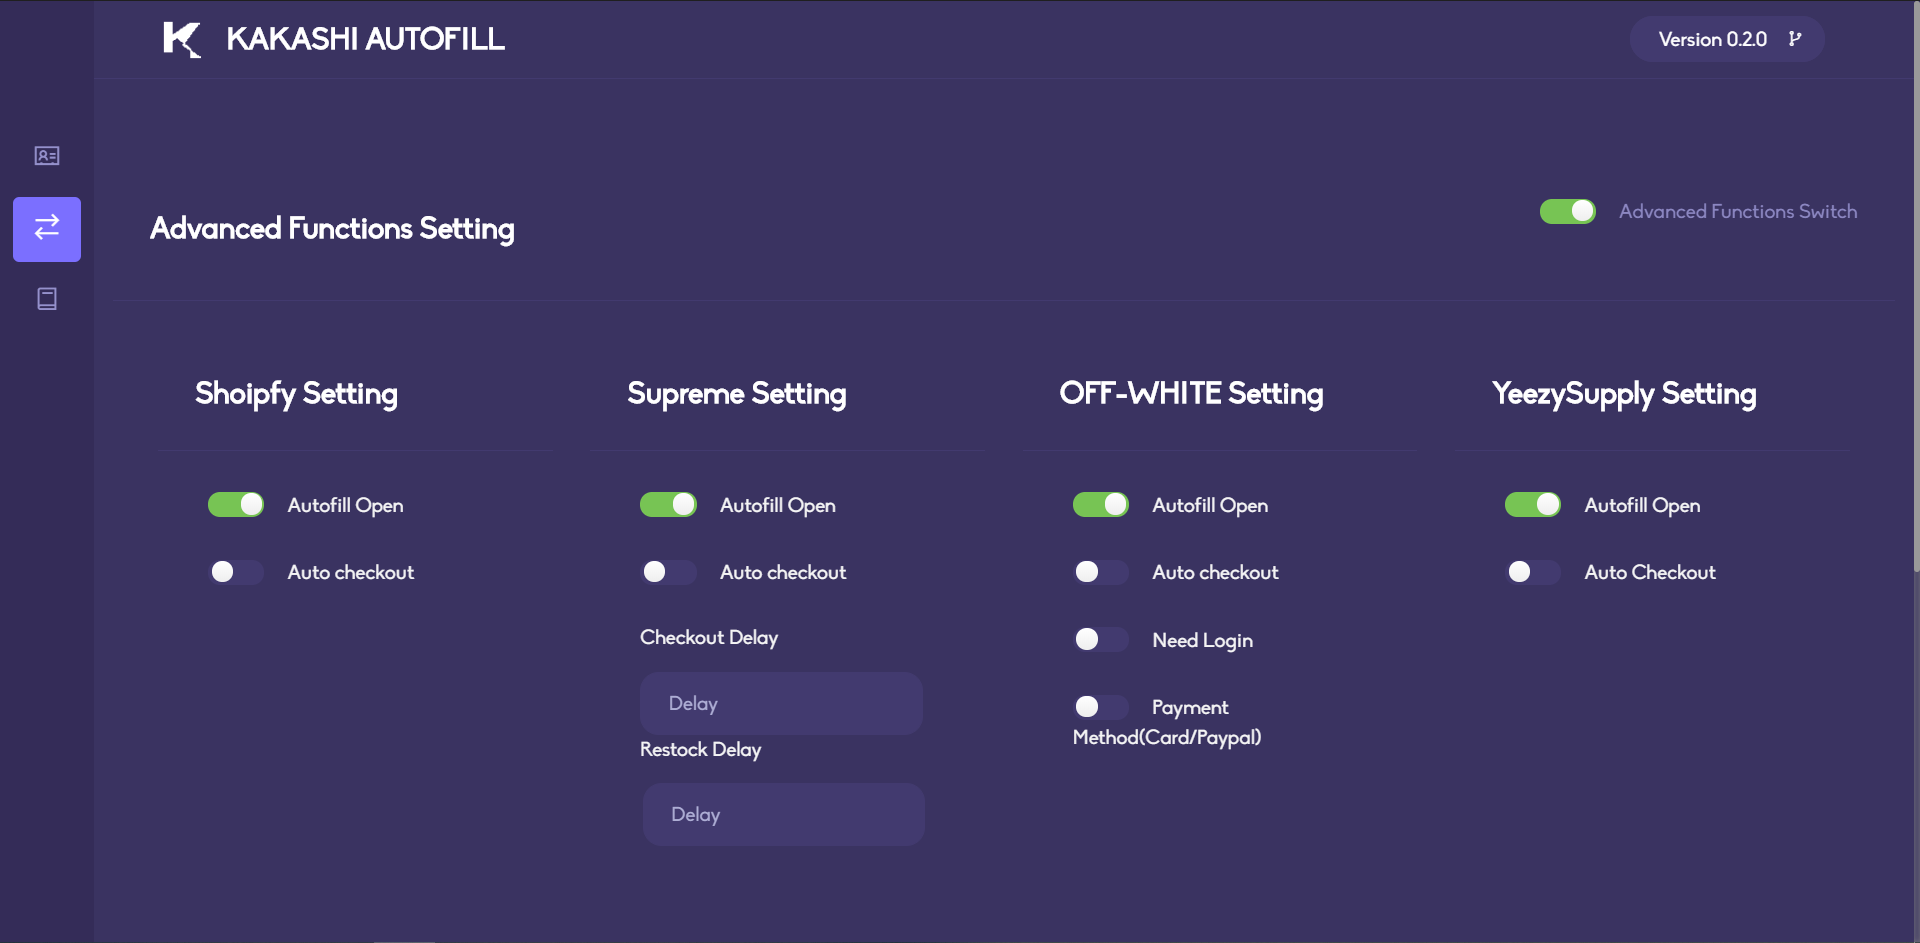 KAKASHI AUTOFILL
Version 0.2.0
Advanced Functions Setting
Advanced Functions Switch
Shoipfy Setting
Autofill Open
Auto checkout
Supreme Setting
Autofill Open
Auto checkout
Checkout Delay
Delay
Restock Delay
Delay
OFF-WHITE Setting
Autofill Open
Auto checkout
Need Login
Payment
Method(Card/Paypal)
YeezySupply Setting
Autofill Open
Auto Checkout